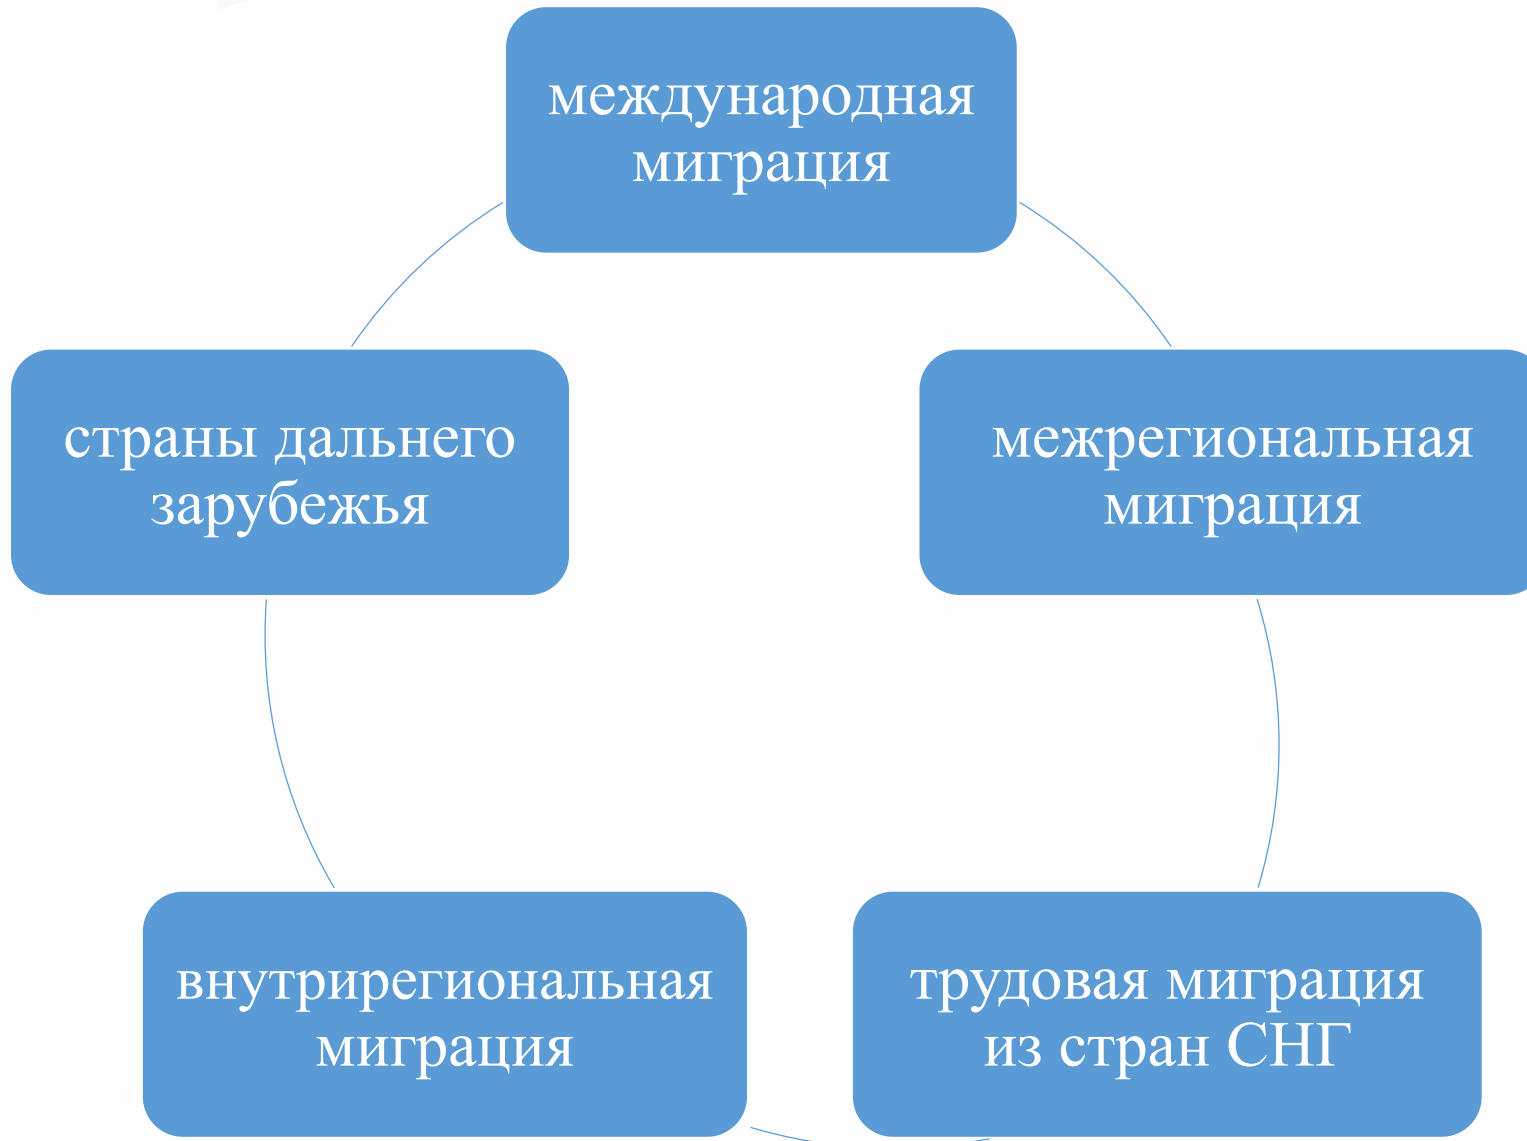 международная
миграция
страны дальнего
зарубежья
межрегиональная
миграция
внутрирегиональная
миграция
трудовая миграция
из стран СНГ